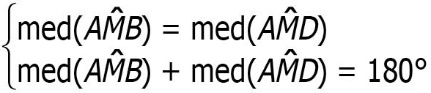 med(AM̂B) = med(AM̂D)
med(AM̂B) + med(AM̂D) = 180°